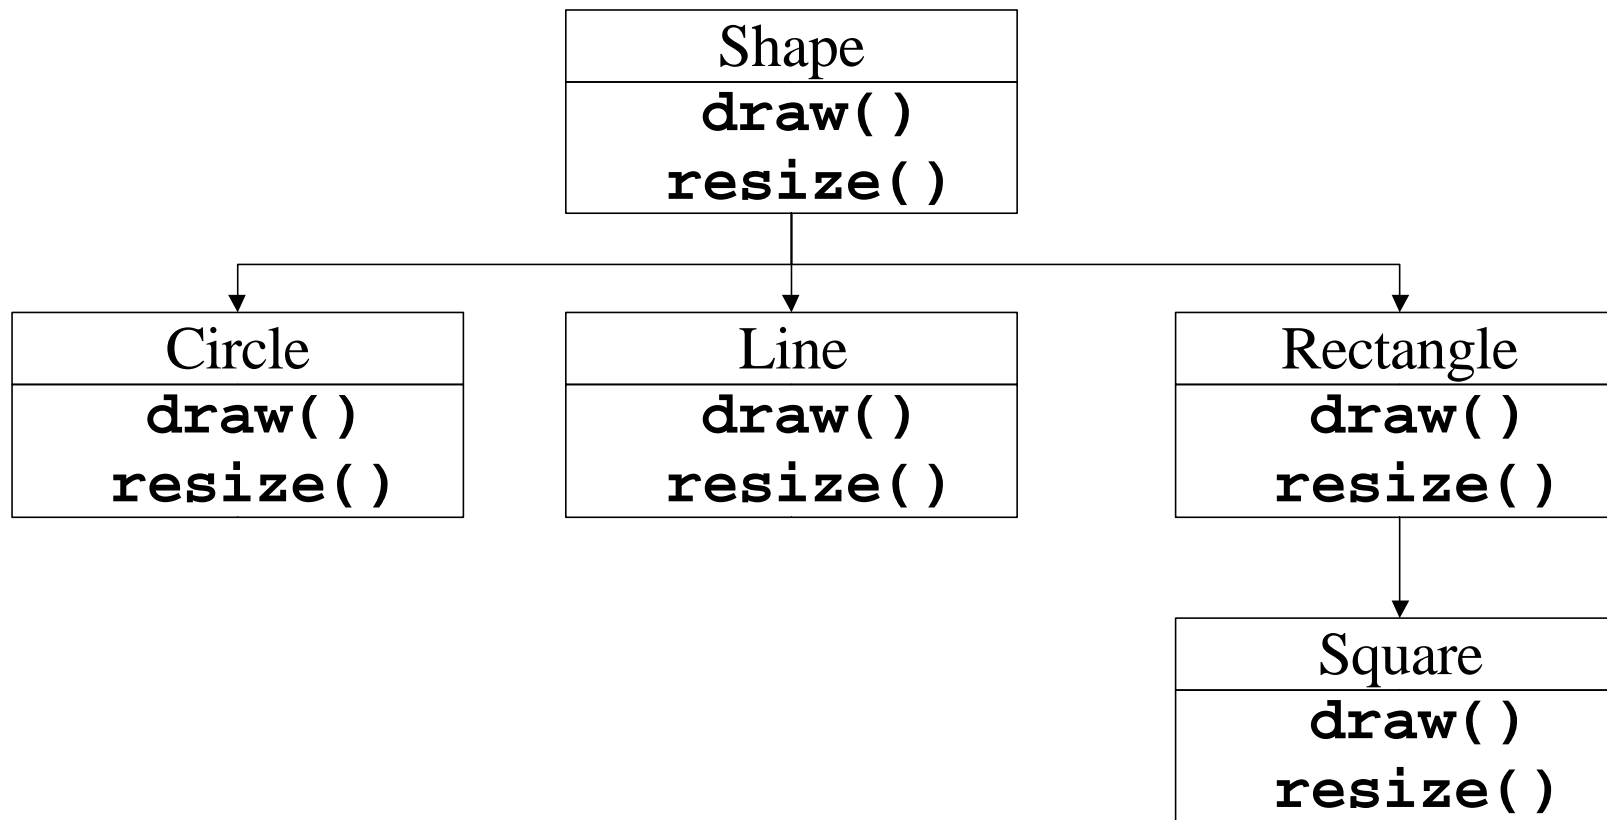 Shape
draw()
resize()
Circle
draw()
resize()
Line
draw()
resize()
Rectangle
draw()
resize()
Square
draw()
resize()